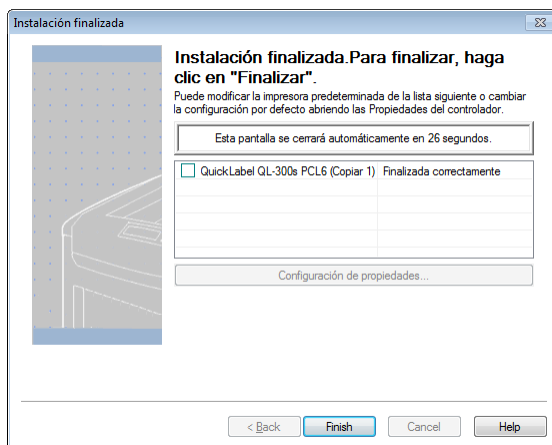 Instalación finalizada
Instalación finalizada.Para finalizar, haga
clic en "Finalizar".
Puede modificar la impresora predeterminada de la lista siguiente o cambiar
la configuración por defecto abriendo las Propiedades del controlador.
Esta pantalla se cerrará automáticamente en 26 segundos.
QuickLabel QL-300s PCL6 (Copiar 1) Finalizada correctamente
Configuración de propiedades...
< Back Finish Cancel Help